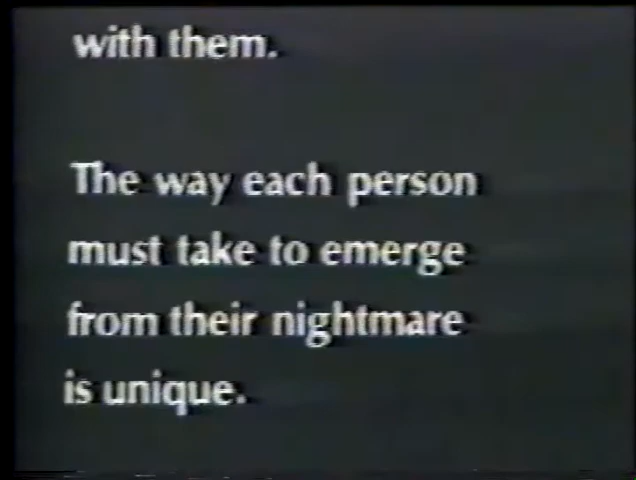 with them.
The way each person
must take to emerge
from their nightmare
is unique.